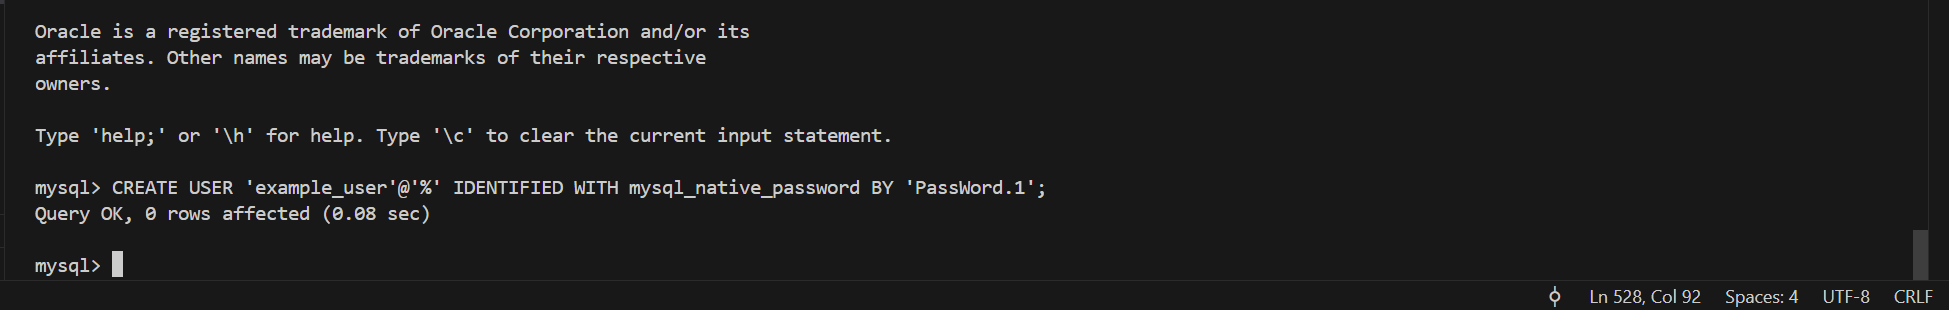 Oracle is a registered trademark of Oracle Corporation and/or its
affiliates. Other names may be trademarks of their respective
owners.
Type 'help;' or '\h' for help. Type '\c' to clear the current input statement.
mysql> CREATE USER 'example_user'@'%' IDENTIFIED WITH mysql_native_password BY 'PassWord.1';
Query OK, 0 rows affected (0.08 sec)
mysql>
Ln 528, Col 92 Spaces: 4 UTF-8 CRLF